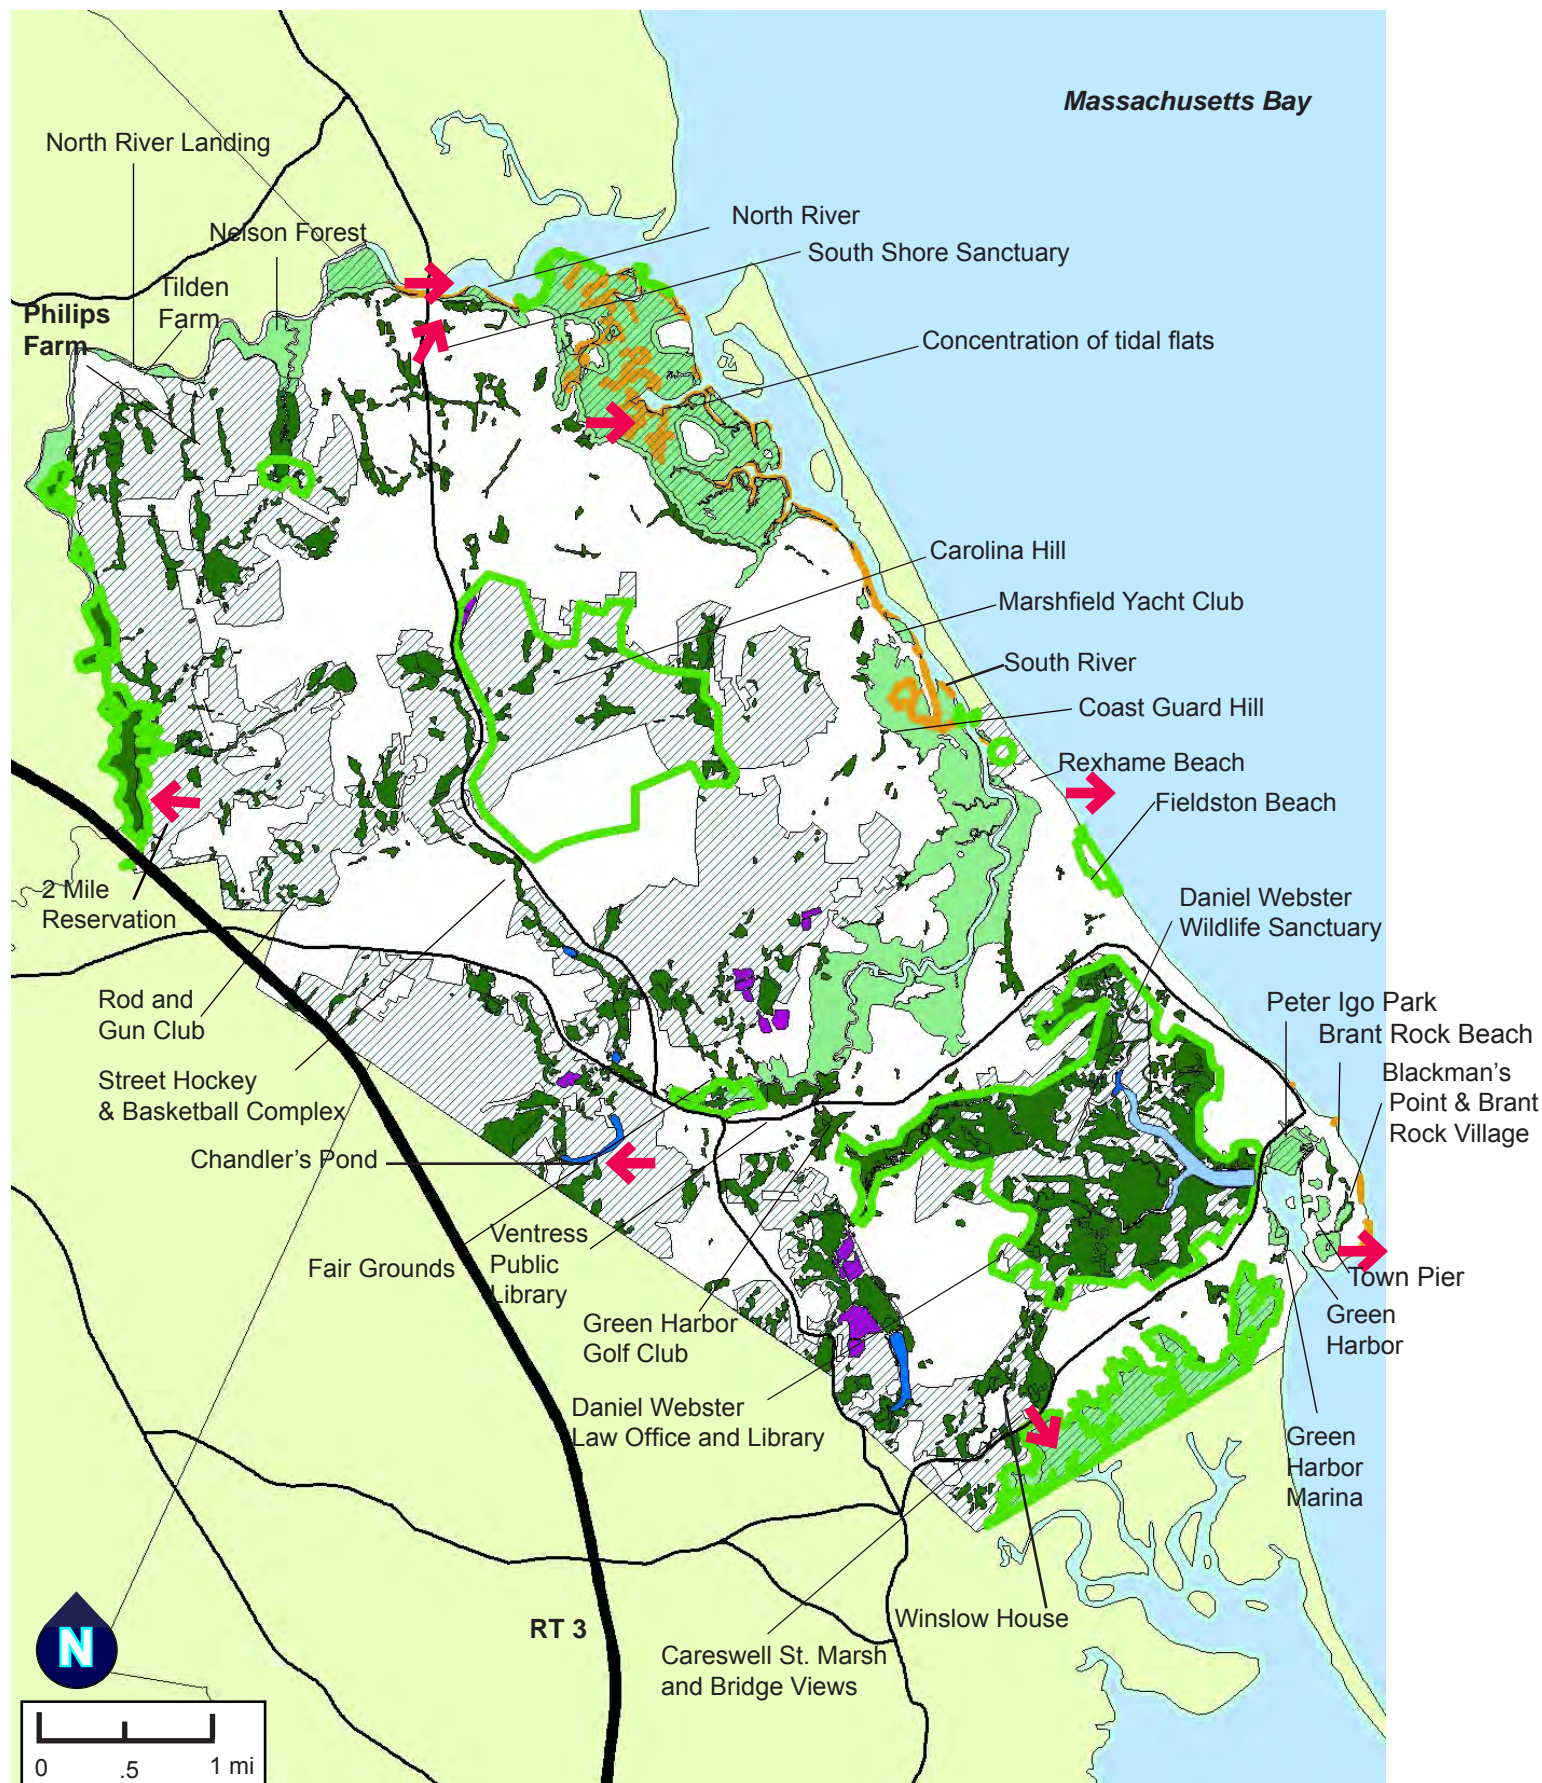 Massachusetts Bay
North River Landing
North River
Nelson Forest
South Shore Sanctuary
Tilden
Farm
Philips
Farm
Concentration of tidal flats
Carolina Hill
Marshfield Yacht Club
South River
Coast Guard Hill
Rexhame Beach
Fieldston Beach
2 Mile
Reservation
Daniel Webster
Wildlife Sanctuary
Rod and
Gun Club
Peter Igo Park
Brant Rock Beach
Street Hockey
& Basketball Complex
Blackman's
Point & Brant
Rock Village
Chandler's Pond
Ventress
Public
Library
Fair Grounds
Town Pier
Green
Harbor
Green Harbor
Golf Club
Daniel Webster
Law Office and Library
Green
Harbor
Marina
Winslow House
RT 3
Careswell St. Marsh
and Bridge Views
N
0 .5 1 mi